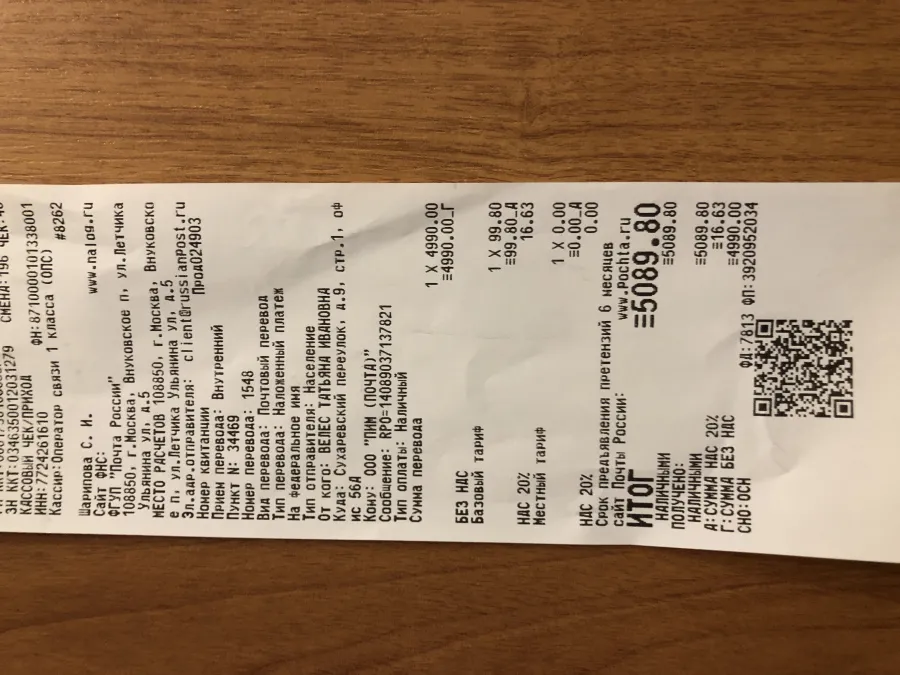 СМЕНА:196 ЧЕК:40
ЗН ККТ:0346350012031279
КАССОВЫЙ ЧЕК/ПРИХОД ФН:8710000101338001
ИНН:7724261610
Кассир:Оператор связи 1 класса (ОПС) #8262
Шарипова С. И.
Сайт ФНС: www.nalog.ru
ФГУП "Почта России"
108850, г.Москва, Внуковское п, ул.Летчика
Ульянина ул, д.5
МЕСТО РАСЧЕТОВ 108850, г.Москва, Внуковско
е п, ул.Летчика Ульянина ул, д.5
Эл.адр.отправителя: client@russianPost.ru
Номер квитанции Прод024903
Прием перевода: Внутренний
Пункт N: 34469
Номер перевода: 1548
Вид перевода: Почтовый перевод
Тип перевода: Наложенный платеж
На федеральное имя
Тип отправителя: Население
От кого: ВЕЛЕС ТАТЬЯНА ИВАНОВНА
Куда: Сухаревский переулок, д.9, стр.1, оф
ис 56А
Кому: ООО "ПИМ (ПОЧТА)"
Сообщение: RPO=14089037137821
Тип оплаты: Наличный
Сумма перевода
1 X 4990.00
≡4990.00_Г
БЕЗ НДС
Базовый тариф
1 X 99.80
≡99.80_А
НДС 20% 16.63
Местный тариф
1 X 0.00
≡0.00_А
НДС 20% 0.00
Срок предъявления претензий 6 месяцев
сайт Почты России: www.Pochta.ru
ИТОГ ≡5089.80
НАЛИЧНЫМИ ≡5089.80
ПОЛУЧЕНО:
НАЛИЧНЫМИ ≡5089.80
А:СУММА НДС 20% ≡16.63
Г:СУММА БЕЗ НДС ≡4990.00
СНО:ОСН
ФД:7813 ФП:3920952034